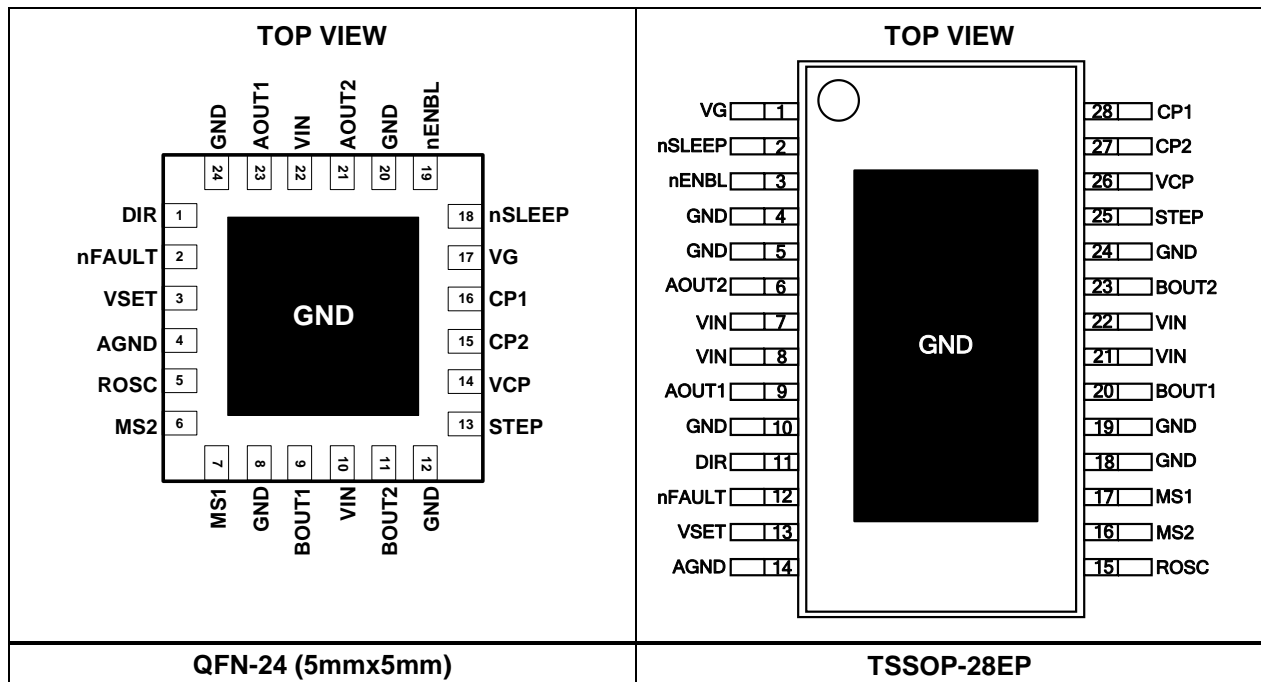 TOP VIEW
GND AOUT1 VIN AOUT2 GND nENBL
24 23 22 21 20 19
DIR 1
nFAULT 2
VSET 3
AGND 4
ROSC 5
MS2 6
GND
18 nSLEEP
17 VG
16 CP1
15 CP2
14 VCP
13 STEP
7 8 9 10 11 12
MS1 GND BOUT1 VIN BOUT2 GND
QFN-24 (5mmx5mm)
TOP VIEW
VG 1
nSLEEP 2
nENBL 3
GND 4
GND 5
AOUT2 6
VIN 7
VIN 8
AOUT1 9
GND 10
DIR 11
nFAULT 12
VSET 13
AGND 14
GND
28 CP1
27 CP2
26 VCP
25 STEP
24 GND
23 BOUT2
22 VIN
21 VIN
20 BOUT1
19 GND
18 GND
17 MS1
16 MS2
15 ROSC
TSSOP-28EP